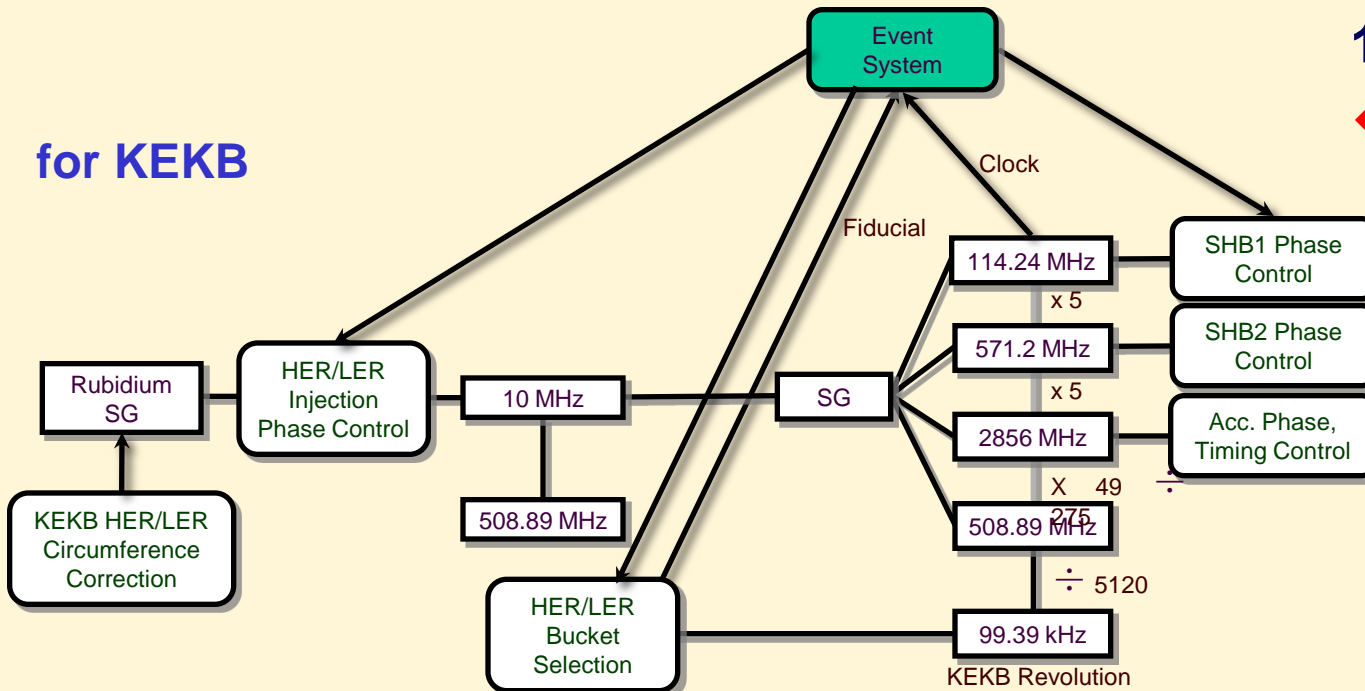 Event
System
1
for KEKB
Clock
Fiducial
114.24 MHz
SHB1 Phase
Control
x 5
571.2 MHz
SHB2 Phase
Control
x 5
Rubidium
SG
HER/LER
Injection
Phase Control
10 MHz
SG
2856 MHz
Acc. Phase,
Timing Control
X 49 ÷
275
508.89 MHz
508.89 MHz
KEKB HER/LER
Circumference
Correction
÷ 5120
HER/LER
Bucket
Selection
99.39 kHz
KEKB Revolution